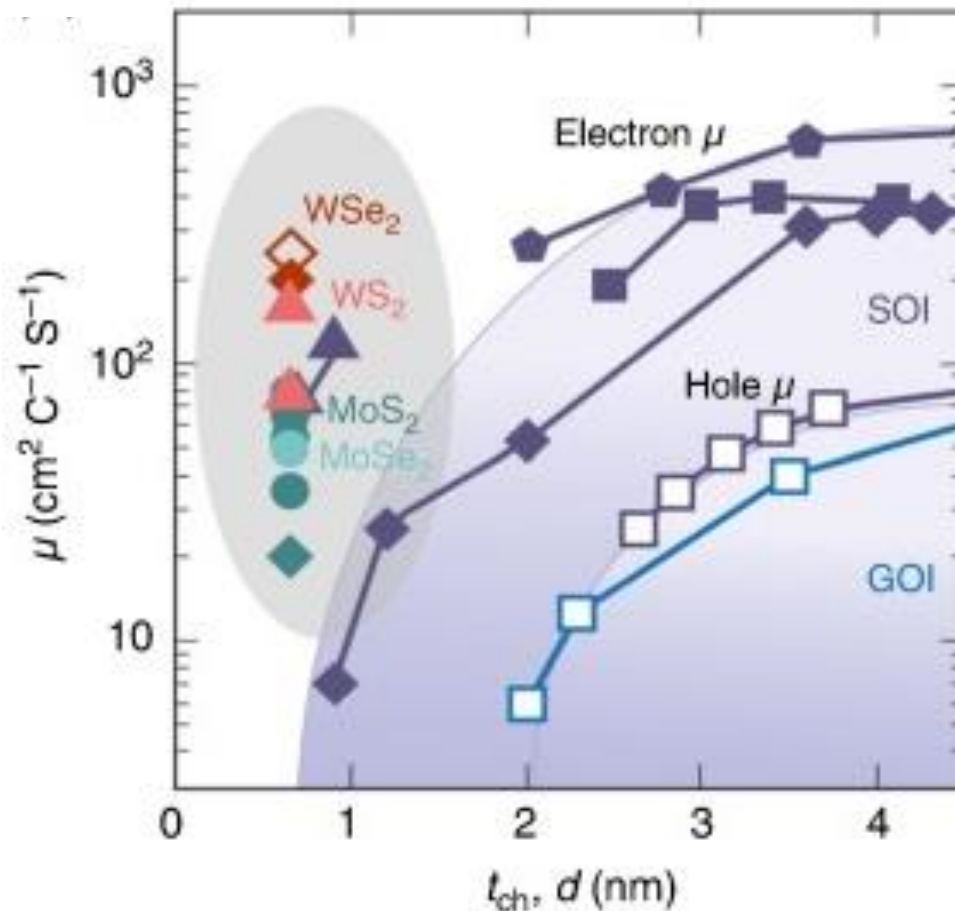 10³
Electron μ
WSe₂
WS₂
SOI
10²
Hole μ
MoS₂
MoSe₂
GOI
10
μ (cm² C⁻¹ S⁻¹)
0 1 2 3 4
t_ch, d (nm)